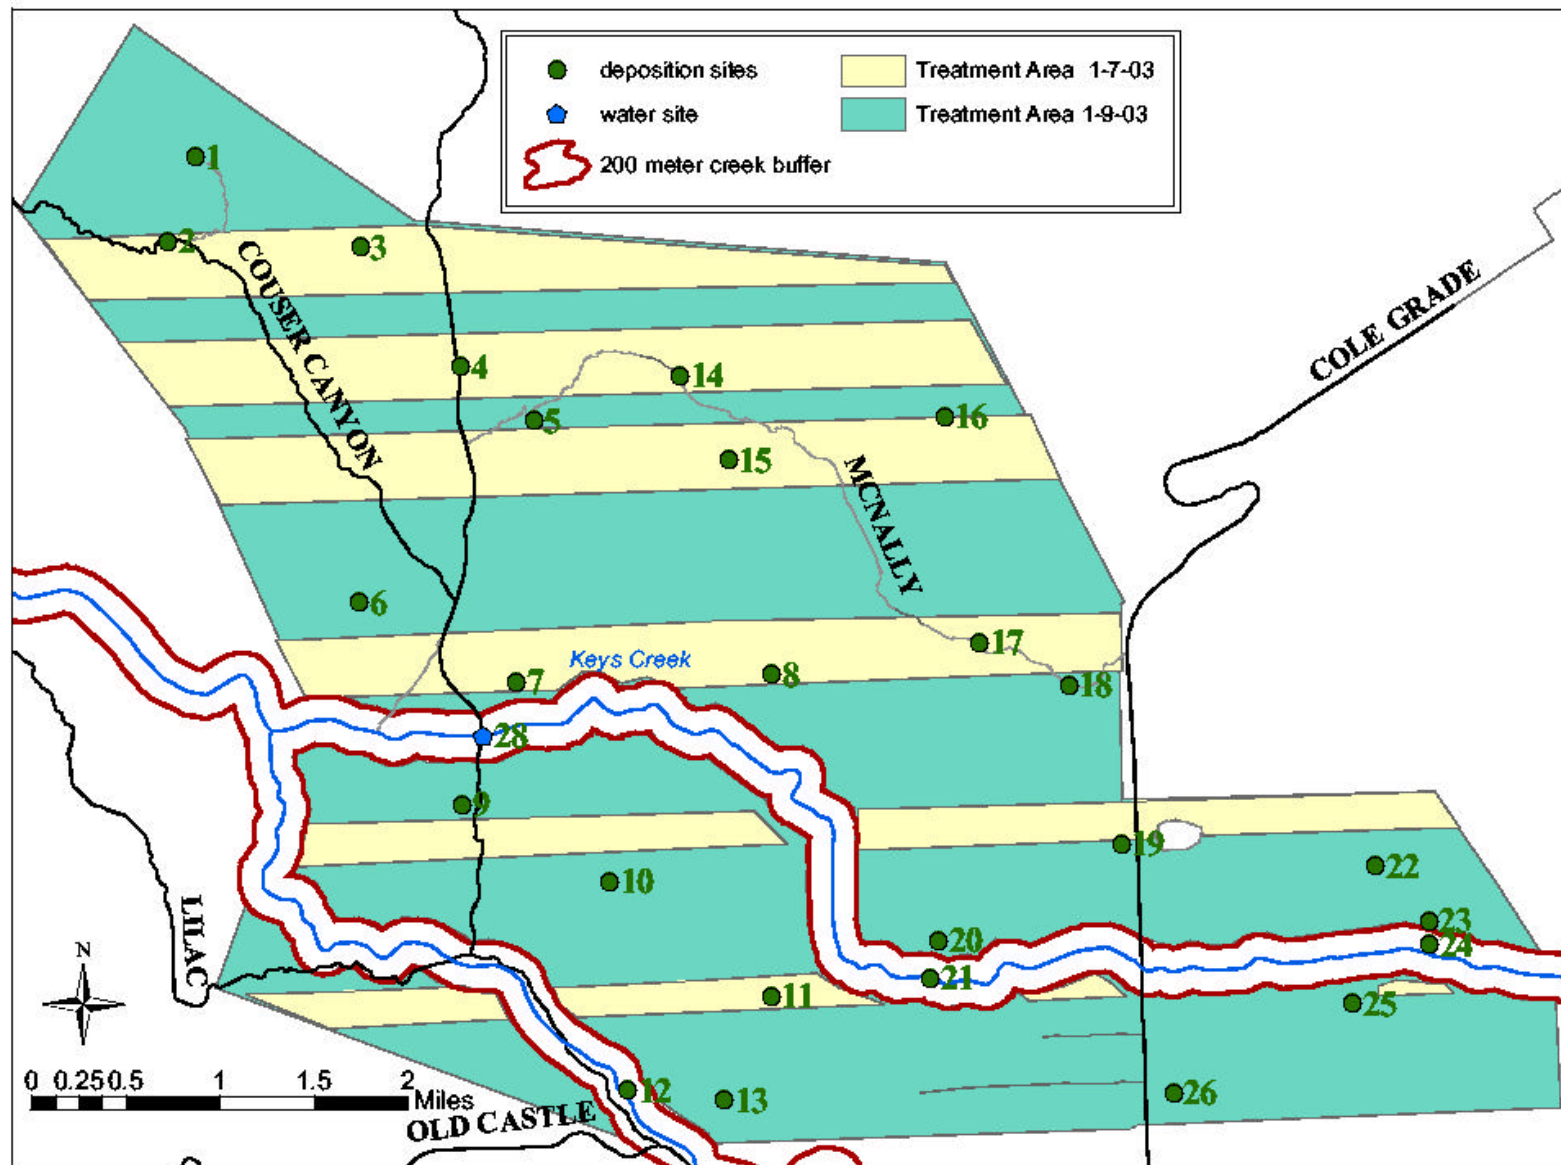 deposition sites
Treatment Area 1-7-03
water site
Treatment Area 1-9-03
200 meter creek buffer
1
2
3
COUSER CANYON
COLE GRADE
4
14
5
16
15
MCNALLY
6
17
Keys Creek
7
8
18
28
9
19
22
10
LILAC
23
20
24
21
N
11
25
0 0.25 0.5 1 1.5 2
Miles
12
13
26
OLD CASTLE